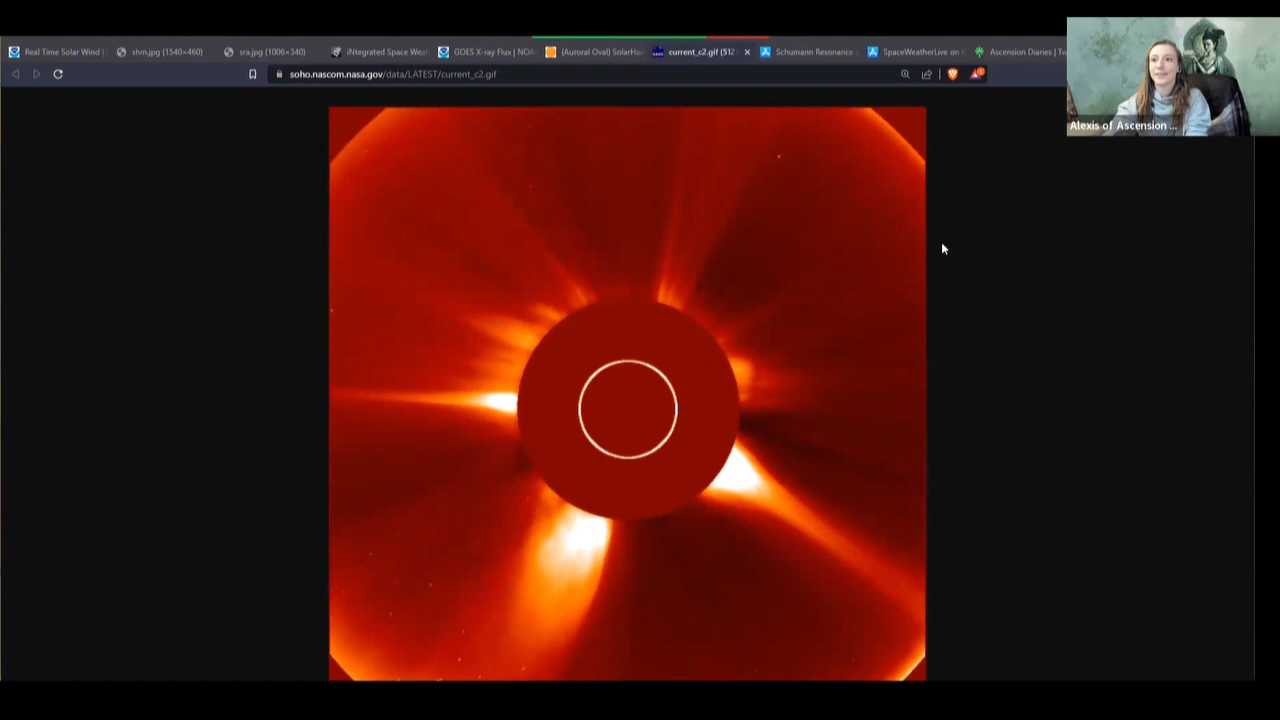 Real Time Solar Wind |
shm.jpg (1540×460)
sra.jpg (1006×340)
iNtegrated Space Weat
GOES X-ray Flux | NOA
(Auroral Oval) SolarHa
current_c2.gif (512
Schumann Resonance
SpaceWeatherLive on
Ascension Diaries | Tw
soho.nascom.nasa.gov/data/LATEST/current_c2.gif
Alexis of Ascension ...